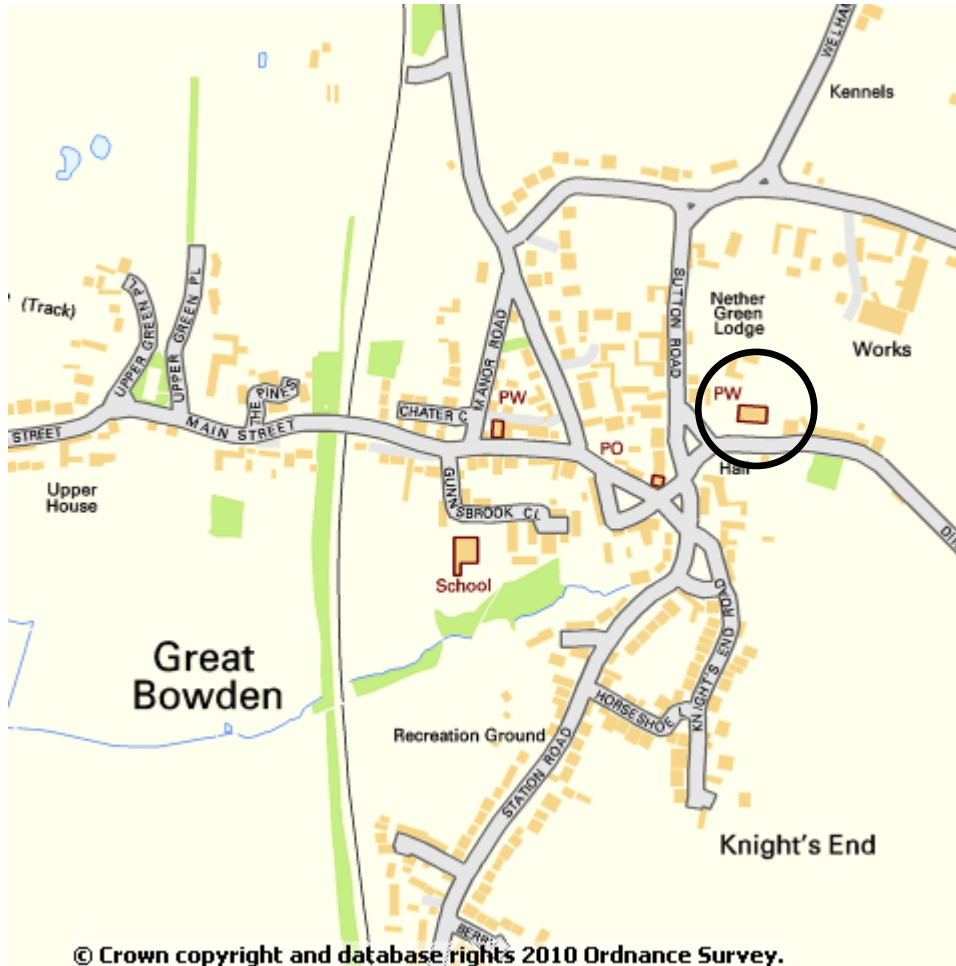 WELHA
Kennels
(Track)
UPPER GREEN PL
UPPER GREEN PL
THE PINES
MAIN STREET
STREET
Upper
House
CHATER C
MANOR ROAD
PW
SUTTON ROAD
Nether
Green
Lodge
Works
PW
PO
Hall
GUNNSBROOK CL
School
Great
Bowden
Recreation Ground
HORSESHOE L
KNIGHT'S END ROAD
STATION ROAD
Knight's End
BERR
© Crown copyright and database rights 2010 Ordnance Survey.